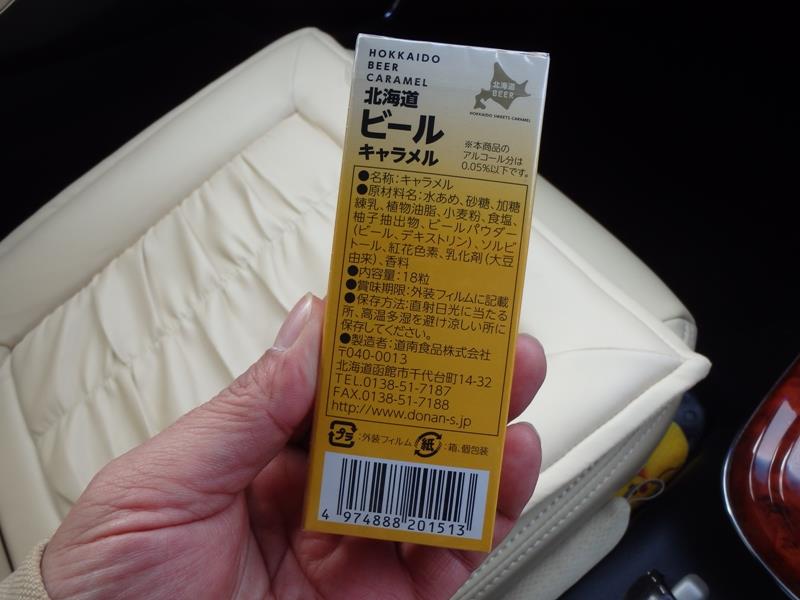 HOKKAIDO
BEER
CARAMEL
北海道
ビール
キャラメル
北海道
BEER
HOKKAIDO SWEETS CARAMEL
※本商品の
アルコール分は
0.05%以下です。
●名称:キャラメル
●原材料名:水あめ、砂糖、加糖
練乳、植物油脂、小麦粉、食塩、
柚子抽出物、ビールパウダー
(ビール、デキストリン)、ソルビ
トール、紅花色素、乳化剤(大豆
由来)、香料
●内容量:18粒
●賞味期限:外装フィルムに記載
●保存方法:直射日光に当たる
所、高温多湿を避け涼しい所に
保存してください。
●製造者:道南食品株式会社
〒040-0013
北海道函館市千代台町14-32
TEL.0138-51-7187
FAX.0138-51-7188
http://www.donan-s.jp
プラ:外装フィルム 紙:箱、個包装
4 974888 201513